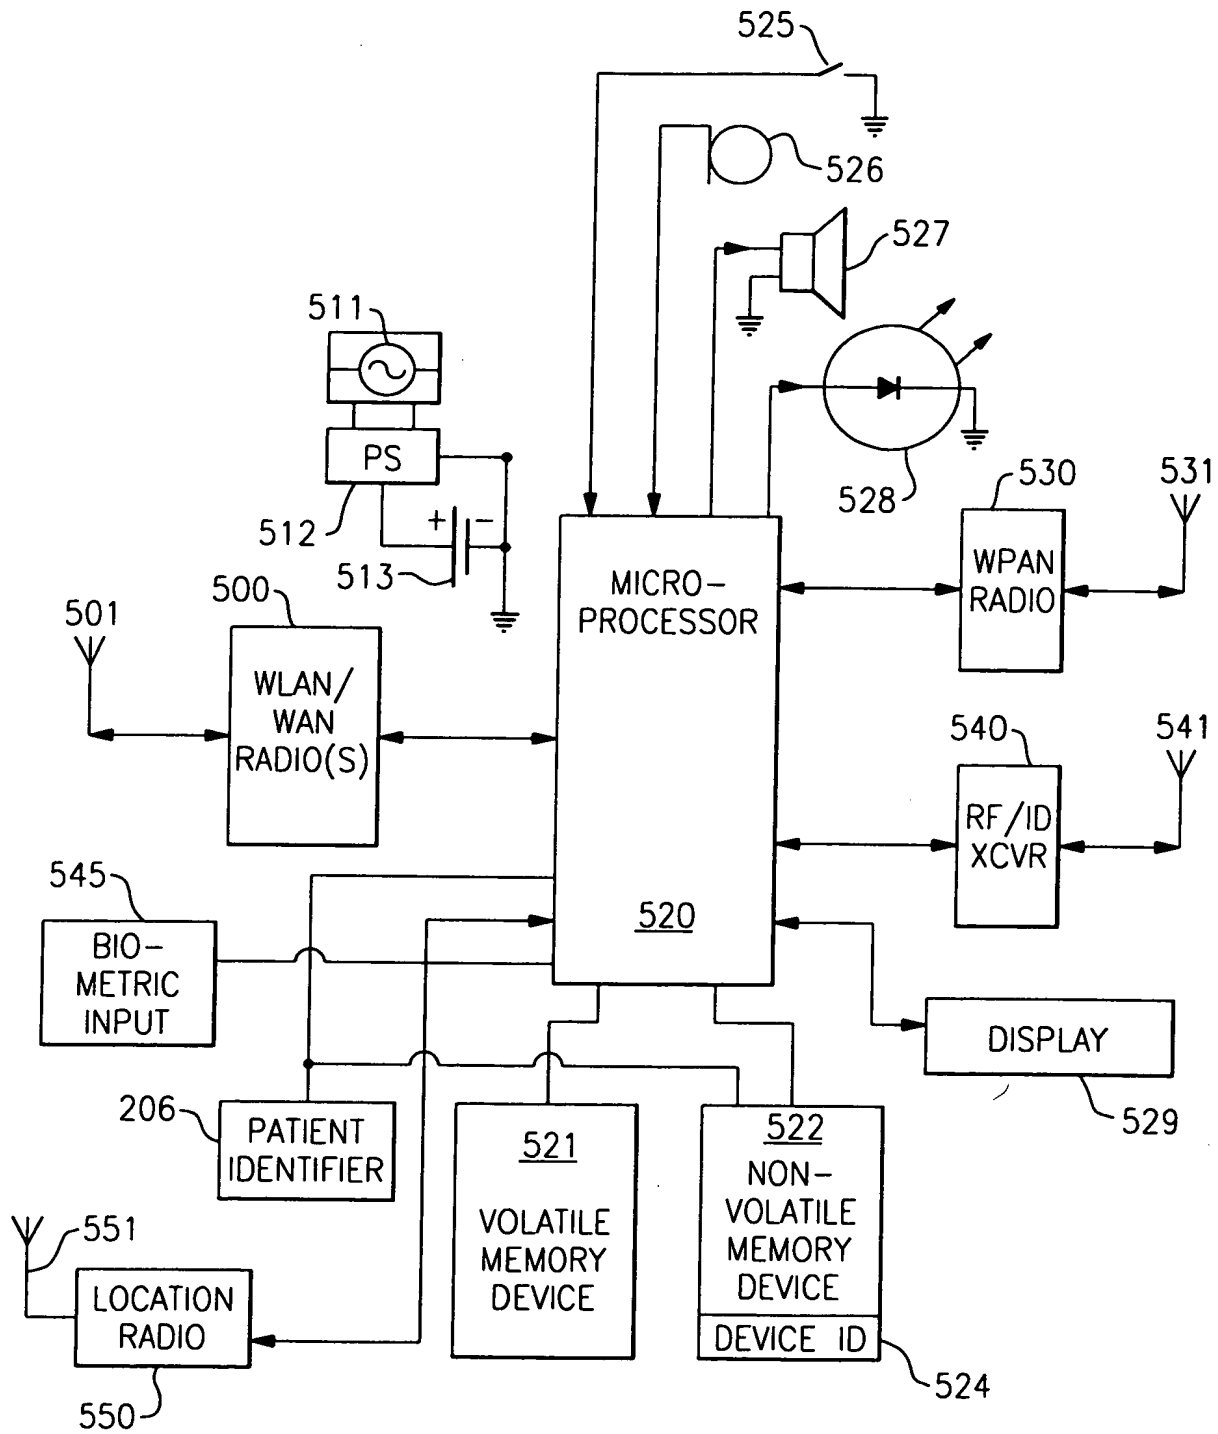 525
526
527
511
PS
512
+ -
513
528
530
531
WPAN
RADIO
MICRO-
PROCESSOR
501
500
WLAN/
WAN
RADIO(S)
540
541
RF/ID
XCVR
520
545
BIO-
METRIC
INPUT
DISPLAY
529
206
PATIENT
IDENTIFIER
521
VOLATILE
MEMORY
DEVICE
522
NON-
VOLATILE
MEMORY
DEVICE
DEVICE ID
524
551
LOCATION
RADIO
550